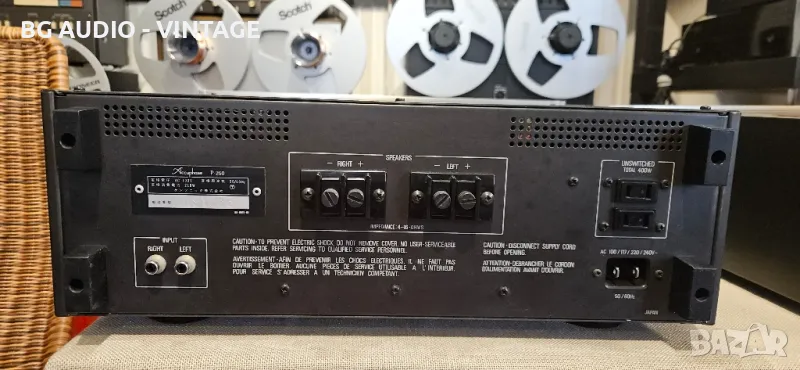 BG AUDIO - VINTAGE
Scotch
Scotch
Accuphase P-260
SPEAKERS
- RIGHT +
- LEFT +
IMPEDANCE 4-16 OHMS
UNSWITCHED
TOTAL 400W
INPUT
RIGHT LEFT
CAUTION-TO PREVENT ELECTRIC SHOCK DO NOT REMOVE COVER. NO USER-SERVICEABLE
PARTS INSIDE. REFER SERVICING TO QUALIFIED SERVICE PERSONNEL.
AVERTISSEMENT-AFIN DE PREVENIR LES CHOCS ELECTRIQUES, IL NE FAUT PAS
OUVRIR LE BOITIER AUCUNE PIECES DE SERVICE UTILISABLE A L'INTERIEUR
POUR SERVICE S'ADRESSER A UN TECHNICIEN COMPETANT.
CAUTION-DISCONNECT SUPPLY CORD
BEFORE OPENING.
ATTENTION-DEBRANCHER LE CORDON
D'ALIMENTATION AVANT D'OUVRIR.
AC 100/117/220/240V~
50/60Hz
JAPAN
BAZAR